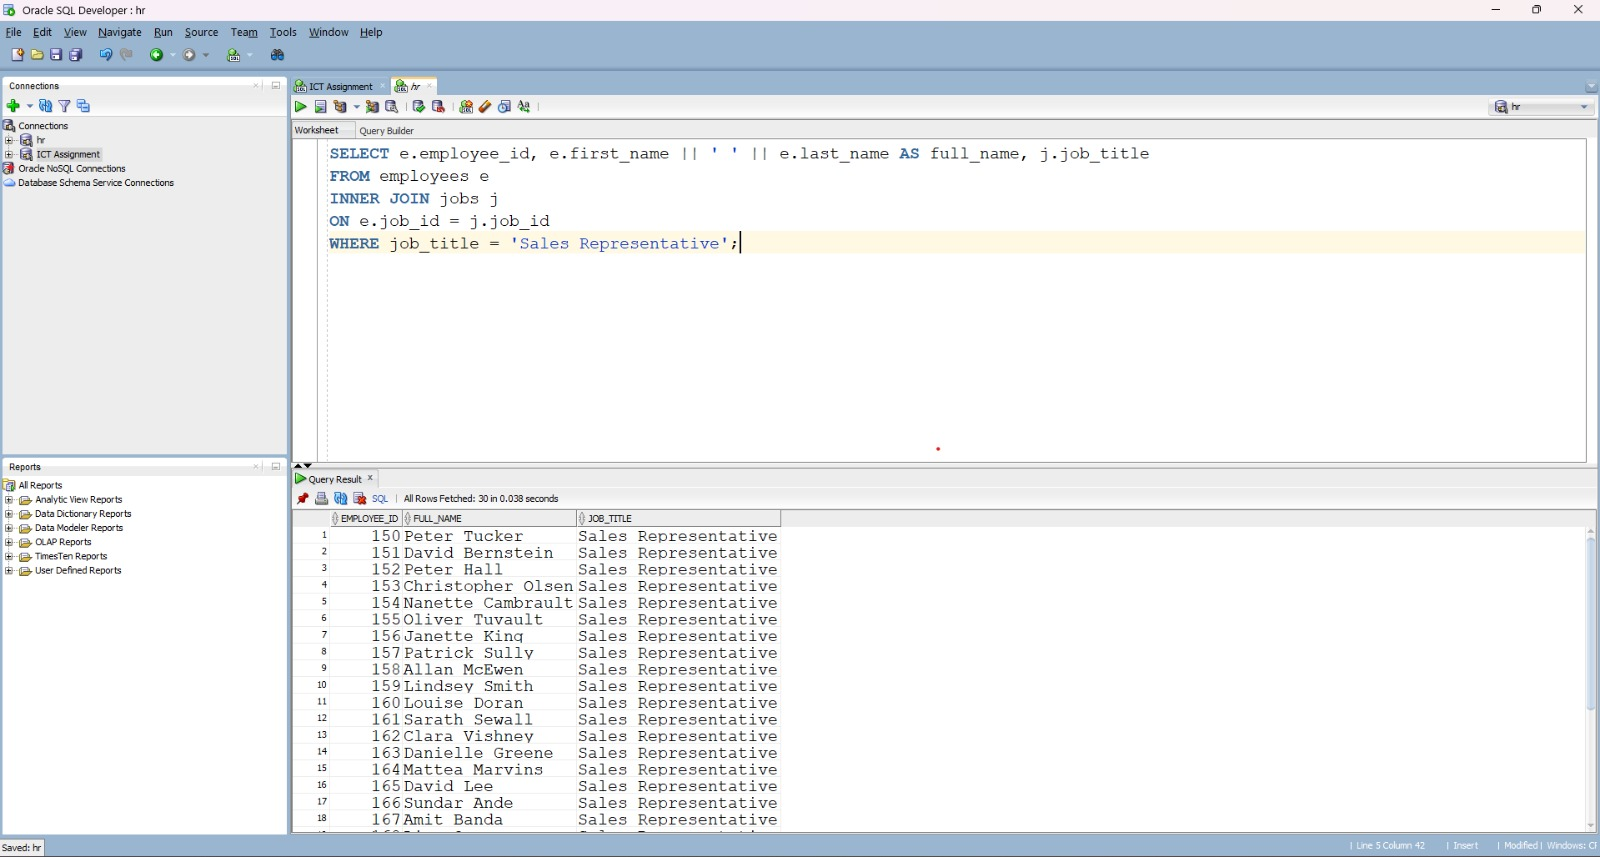 Oracle SQL Developer : hr
File Edit View Navigate Run Source Team Tools Window Help
Connections
Connections
hr
ICT Assignment
Oracle NoSQL Connections
Database Schema Service Connections
Reports
All Reports
Analytic View Reports
Data Dictionary Reports
Data Modeler Reports
OLAP Reports
TimesTen Reports
User Defined Reports
ICT Assignment hr
hr
Worksheet Query Builder
SELECT e.employee_id, e.first_name || ' ' || e.last_name AS full_name, j.job_title
FROM employees e
INNER JOIN jobs j
ON e.job_id = j.job_id
WHERE job_title = 'Sales Representative';
Query Result
SQL | All Rows Fetched: 30 in 0.038 seconds
EMPLOYEE_ID FULL_NAME JOB_TITLE
1 150 Peter Tucker Sales Representative
2 151 David Bernstein Sales Representative
3 152 Peter Hall Sales Representative
4 153 Christopher Olsen Sales Representative
5 154 Nanette Cambrault Sales Representative
6 155 Oliver Tuvault Sales Representative
7 156 Janette King Sales Representative
8 157 Patrick Sully Sales Representative
9 158 Allan McEwen Sales Representative
10 159 Lindsey Smith Sales Representative
11 160 Louise Doran Sales Representative
12 161 Sarath Sewall Sales Representative
13 162 Clara Vishney Sales Representative
14 163 Danielle Greene Sales Representative
15 164 Mattea Marvins Sales Representative
16 165 David Lee Sales Representative
17 166 Sundar Ande Sales Representative
18 167 Amit Banda Sales Representative
Saved: hr
| Line 5 Column 42 | Insert | Modified | Windows: C